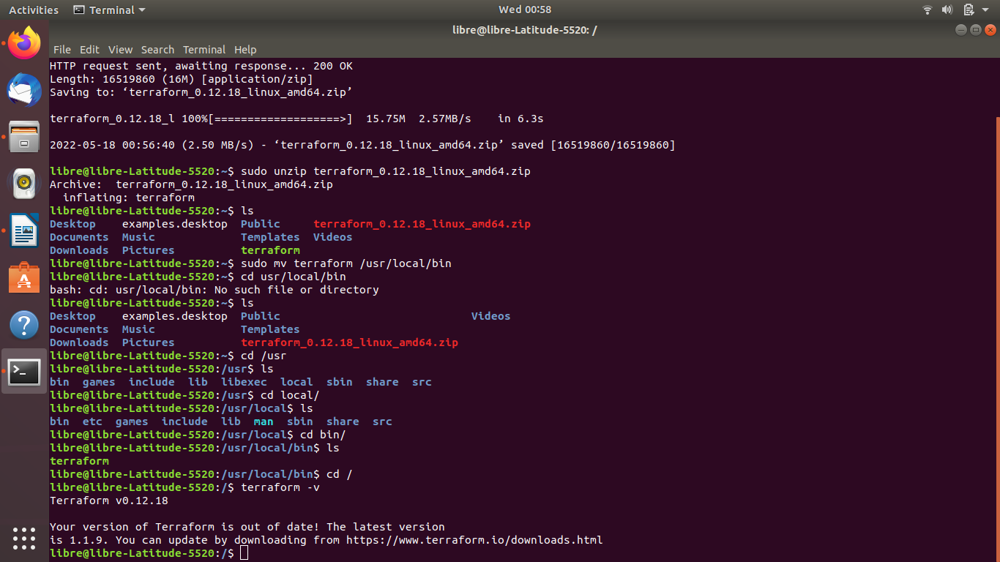 Activities Terminal Wed 00:58
libre@libre-Latitude-5520: /
File Edit View Search Terminal Help
HTTP request sent, awaiting response... 200 OK
Length: 16519860 (16M) [application/zip]
Saving to: ‘terraform_0.12.18_linux_amd64.zip’
terraform_0.12.18_l 100%[===================>]  15.75M  2.57MB/s    in 6.3s
2022-05-18 00:56:40 (2.50 MB/s) - ‘terraform_0.12.18_linux_amd64.zip’ saved [16519860/16519860]
libre@libre-Latitude-5520:~$ sudo unzip terraform_0.12.18_linux_amd64.zip
Archive:  terraform_0.12.18_linux_amd64.zip
  inflating: terraform
libre@libre-Latitude-5520:~$ ls
Desktop    examples.desktop  Public     terraform_0.12.18_linux_amd64.zip
Documents  Music             Templates  Videos
Downloads  Pictures          terraform
libre@libre-Latitude-5520:~$ sudo mv terraform /usr/local/bin
libre@libre-Latitude-5520:~$ cd usr/local/bin
bash: cd: usr/local/bin: No such file or directory
libre@libre-Latitude-5520:~$ ls
Desktop    examples.desktop  Public                             Videos
Documents  Music             Templates
Downloads  Pictures          terraform_0.12.18_linux_amd64.zip
libre@libre-Latitude-5520:~$ cd /usr
libre@libre-Latitude-5520:/usr$ ls
bin  games  include  lib  libexec  local  sbin  share  src
libre@libre-Latitude-5520:/usr$ cd local/
libre@libre-Latitude-5520:/usr/local$ ls
bin  etc  games  include  lib  man  sbin  share  src
libre@libre-Latitude-5520:/usr/local$ cd bin/
libre@libre-Latitude-5520:/usr/local/bin$ ls
terraform
libre@libre-Latitude-5520:/usr/local/bin$ cd /
libre@libre-Latitude-5520:/$ terraform -v
Terraform v0.12.18
Your version of Terraform is out of date! The latest version
is 1.1.9. You can update by downloading from https://www.terraform.io/downloads.html
libre@libre-Latitude-5520:/$